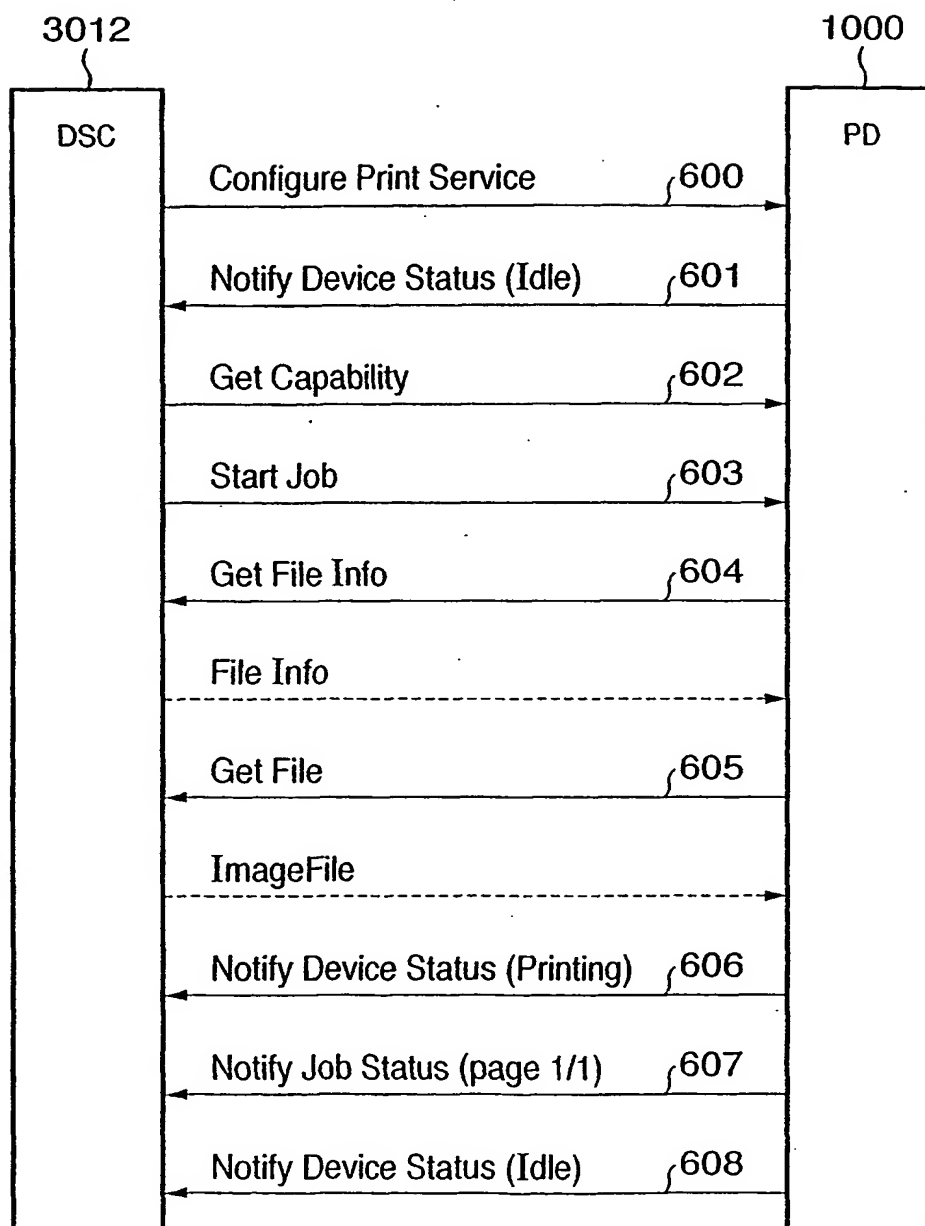 3012 1000
DSC PD
Configure Print Service 600
Notify Device Status (Idle) 601
Get Capability 602
Start Job 603
Get File Info 604
File Info
Get File 605
ImageFile
Notify Device Status (Printing) 606
Notify Job Status (page 1/1) 607
Notify Device Status (Idle) 608